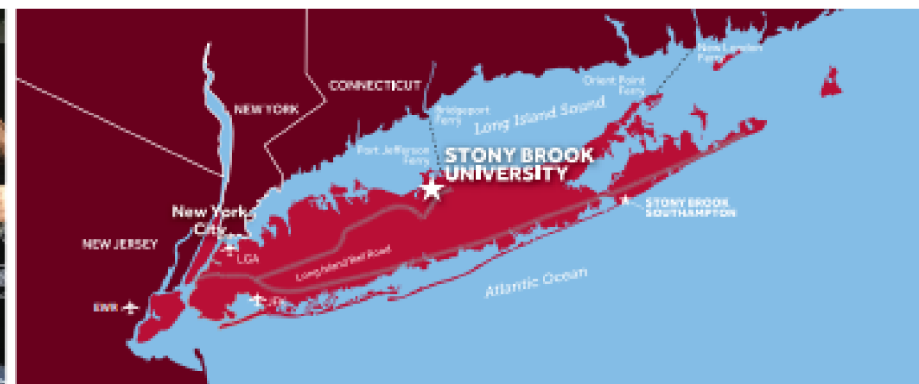 New London
Ferry
Orient Point
Ferry
CONNECTICUT
NEW YORK
Bridgeport
Ferry
Long Island Sound
Port Jefferson
Ferry
STONY BROOK
UNIVERSITY
STONY BROOK
SOUTHAMPTON
New York
City
NEW JERSEY
LGA
Long Island Rail Road
Atlantic Ocean
EWR
JFK